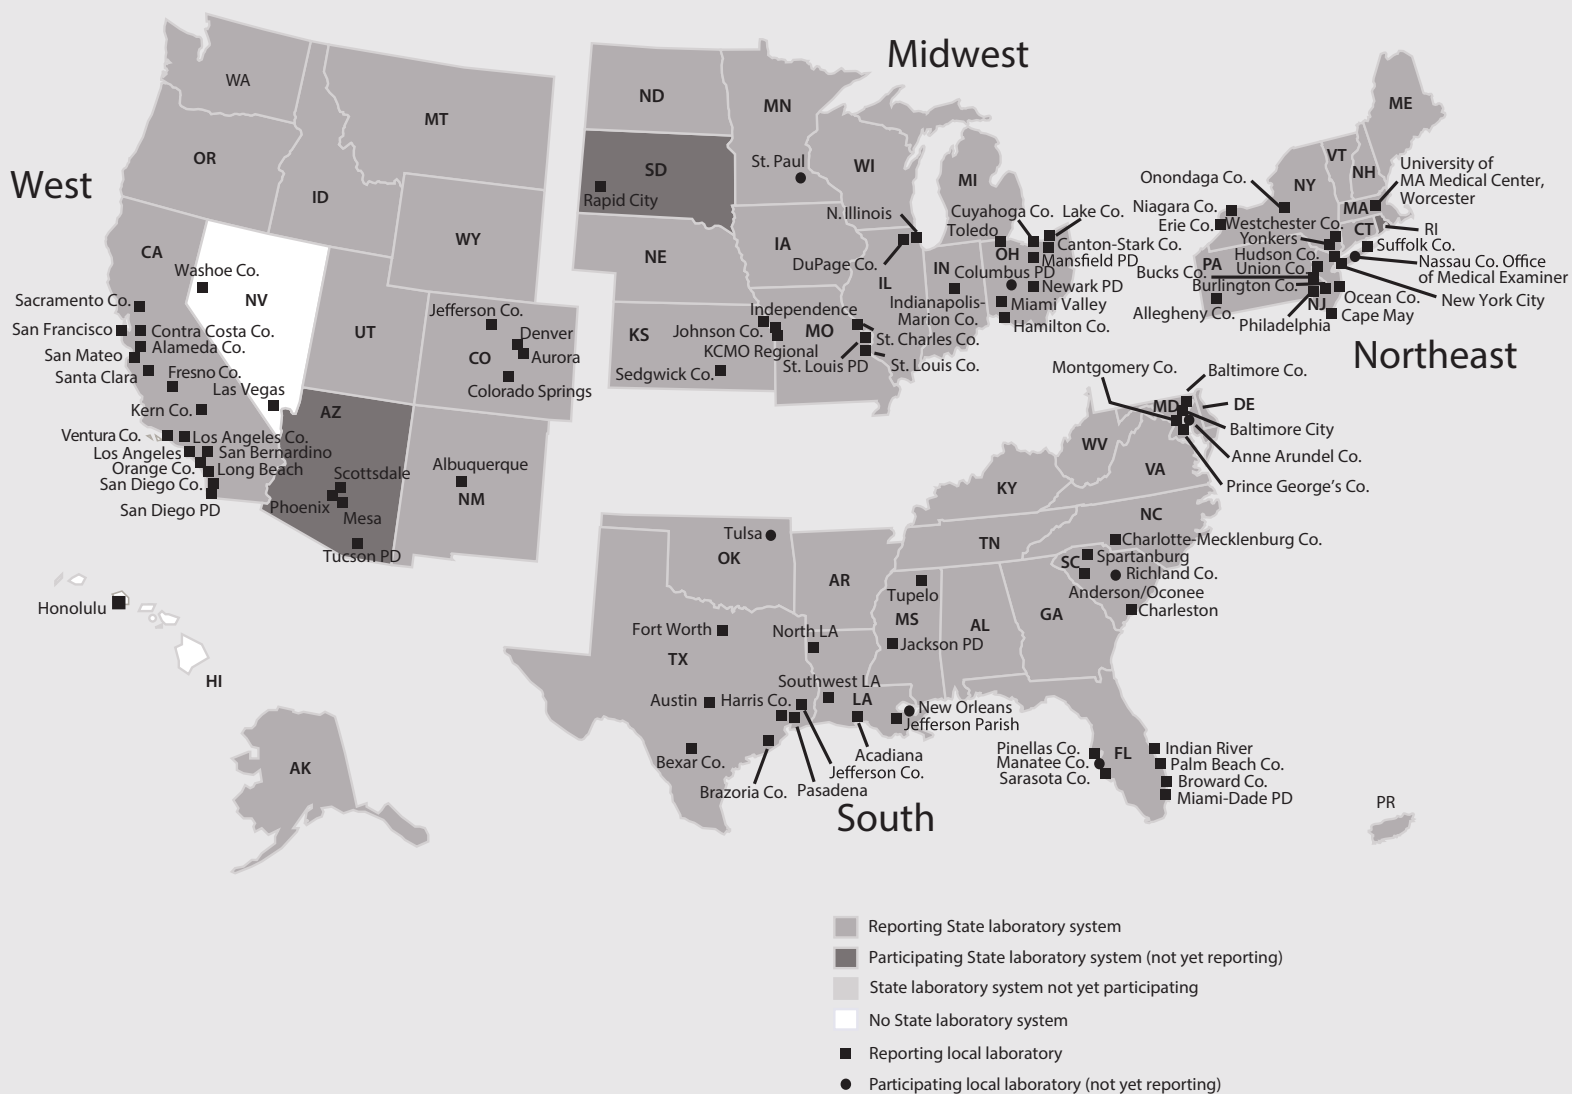 Midwest
West
WA
MT
OR
ID
WY
CA
Washoe Co.
NV
Sacramento Co.
San Francisco
Contra Costa Co.
San Mateo
Alameda Co.
Santa Clara
Fresno Co.
Las Vegas
Kern Co.
Ventura Co.
Los Angeles Co.
Los Angeles
San Bernardino
Orange Co.
Long Beach
San Diego Co.
San Diego PD
UT
Jefferson Co.
Denver
CO
Aurora
Colorado Springs
AZ
Scottsdale
Phoenix
Mesa
Tucson PD
Albuquerque
NM
Honolulu
HI
AK
ND
MN
SD
Rapid City
St. Paul
WI
MI
NE
IA
N. Illinois
DuPage Co.
IL
Cuyahoga Co.
Lake Co.
Toledo
Canton-Stark Co.
OH
Mansfield PD
IN
Columbus PD
Newark PD
Indianapolis-
Marion Co.
Miami Valley
Hamilton Co.
KS
Independence
Johnson Co.
MO
KCMO Regional
St. Charles Co.
St. Louis PD
St. Louis Co.
Sedgwick Co.
ME
VT
NH
University of
MA Medical Center,
Worcester
Onondaga Co.
NY
Niagara Co.
MA
Erie Co.
Westchester Co.
CT
RI
Yonkers
Suffolk Co.
Hudson Co.
Nassau Co. Office
of Medical Examiner
PA
Union Co.
Bucks Co.
Burlington Co.
New York City
Allegheny Co.
NJ
Ocean Co.
Philadelphia
Cape May
Northeast
Montgomery Co.
Baltimore Co.
MD
DE
Baltimore City
WV
Anne Arundel Co.
VA
Prince George's Co.
KY
NC
Charlotte-Mecklenburg Co.
TN
Spartanburg
SC
Richland Co.
Anderson/Oconee
Charleston
Tulsa
OK
AR
Tupelo
MS
AL
GA
Jackson PD
Fort Worth
North LA
TX
Southwest LA
Austin
Harris Co.
LA
New Orleans
Jefferson Parish
Bexar Co.
Acadiana
Jefferson Co.
Brazoria Co.
Pasadena
South
Pinellas Co.
FL
Indian River
Manatee Co.
Palm Beach Co.
Sarasota Co.
Broward Co.
Miami-Dade PD
PR
Reporting State laboratory system
Participating State laboratory system (not yet reporting)
State laboratory system not yet participating
No State laboratory system
Reporting local laboratory
Participating local laboratory (not yet reporting)